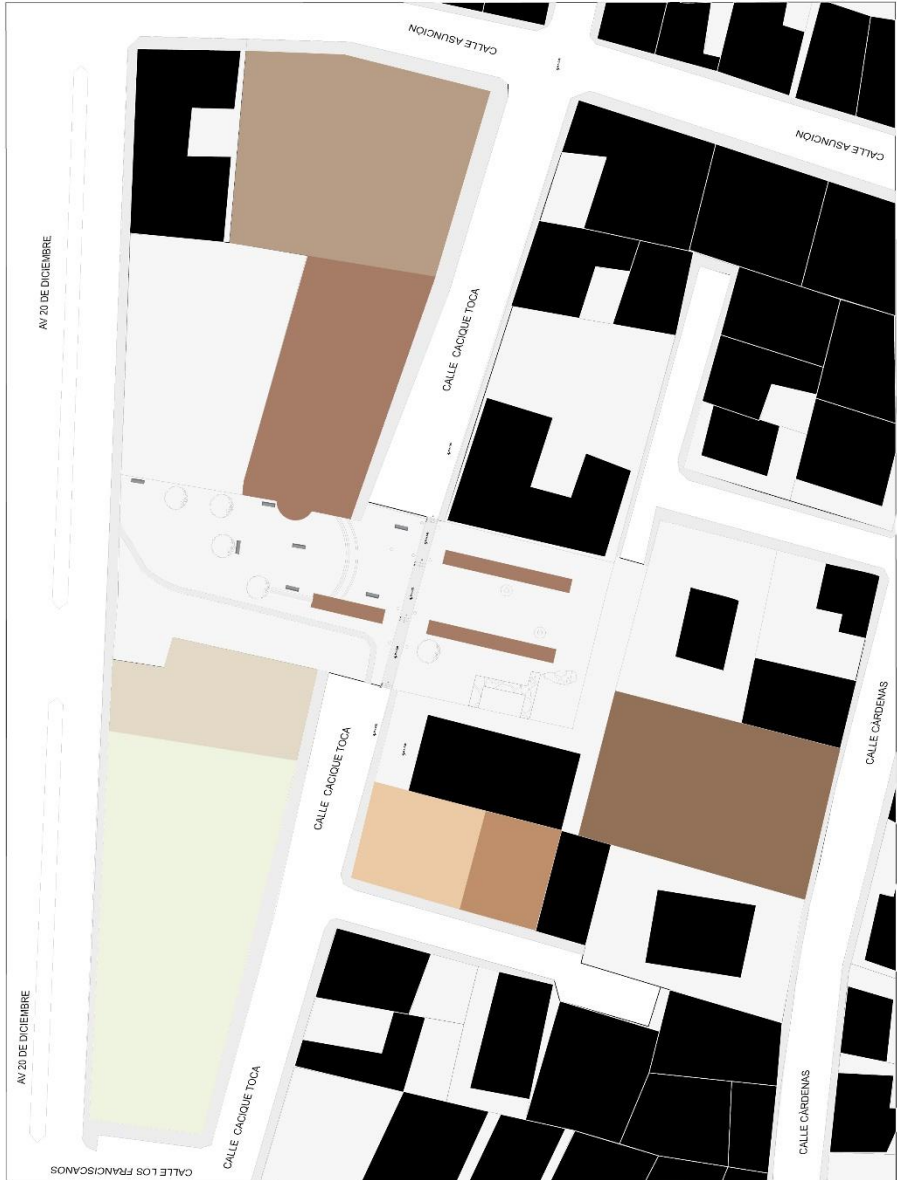 CALLE ASUNCIÓN
CALLE ASUNCIÓN
AV 20 DE DICIEMBRE
CALLE CACIQUE TOCA
CALLE CÁRDENAS
CALLE CACIQUE TOCA
AV 20 DE DICIEMBRE
CALLE CACIQUE TOCA
CALLE CÁRDENAS
CALLE LOS FRANCISCANOS